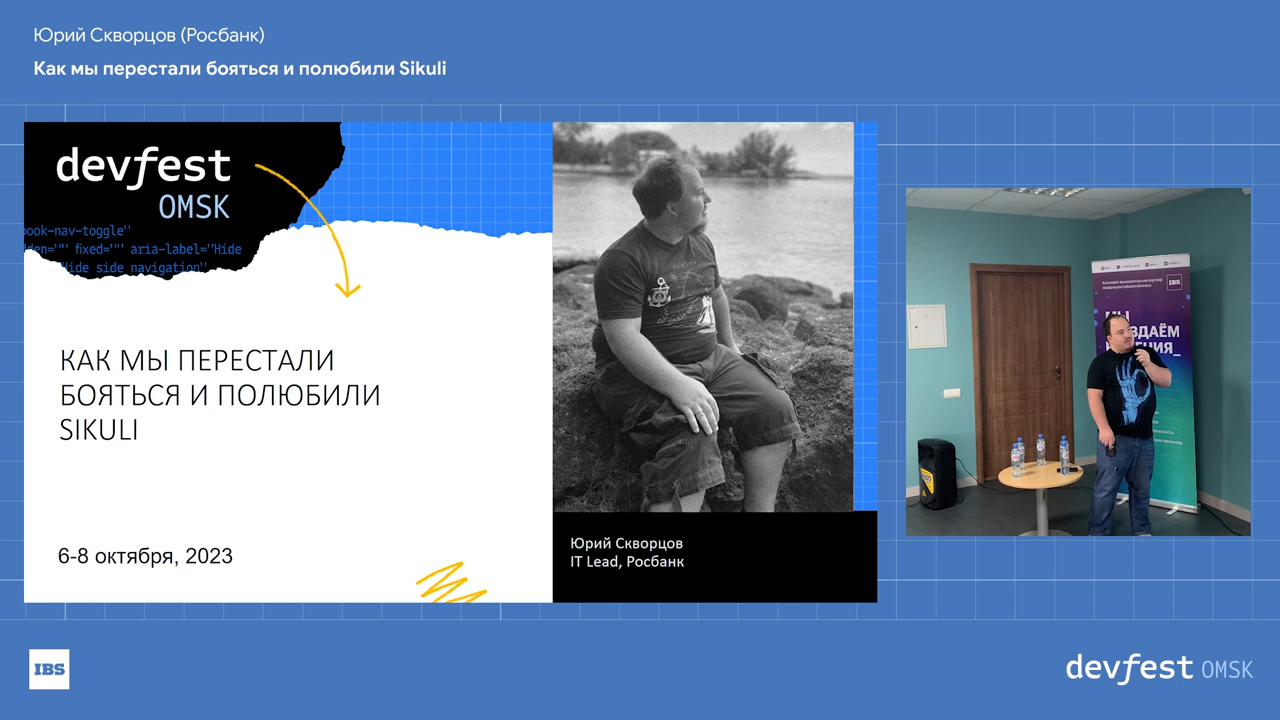 Юрий Скворцов (Росбанк)
Как мы перестали бояться и полюбили Sikuli
devfest
OMSK
book-nav-toggle"
fixed="" aria-label="Hide
Hide side navigation"
КАК МЫ ПЕРЕСТАЛИ
БОЯТЬСЯ И ПОЛЮБИЛИ
SIKULI
6-8 октября, 2023
Юрий Скворцов
IT Lead, Росбанк
IBS
IBS
devfest OMSK